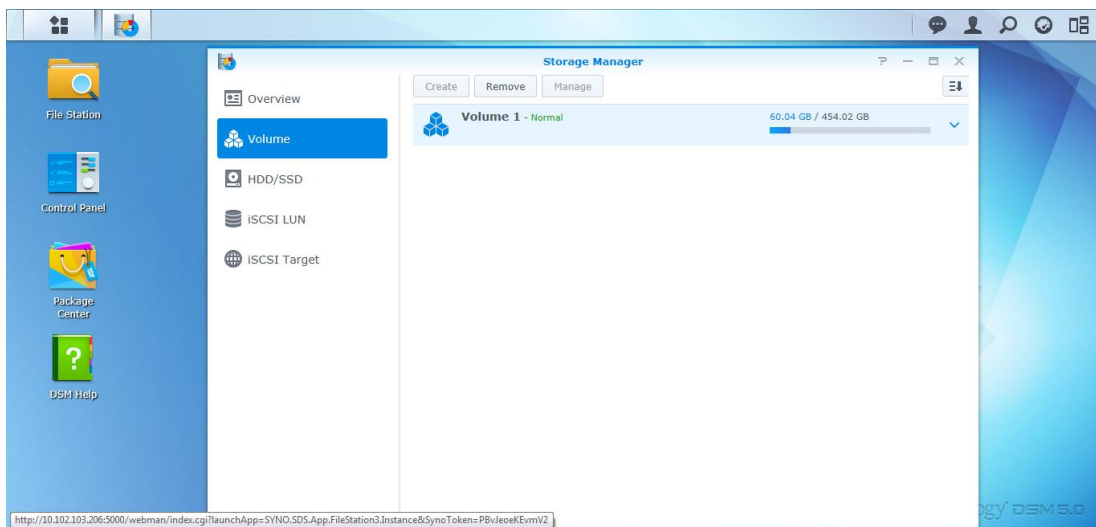 Storage Manager
Create Remove Manage
Overview
Volume
HDD/SSD
iSCSI LUN
iSCSI Target
Volume 1 - Normal
60.04 GB / 454.02 GB
File Station
Control Panel
Package
Center
DSM Help
http://10.102.103.206:5000/webman/index.cgi?launchApp=SYNO.SDS.App.FileStation3.Instance&SynoToken=PBvJeoeKEvmV2
ogy DSM 5.0